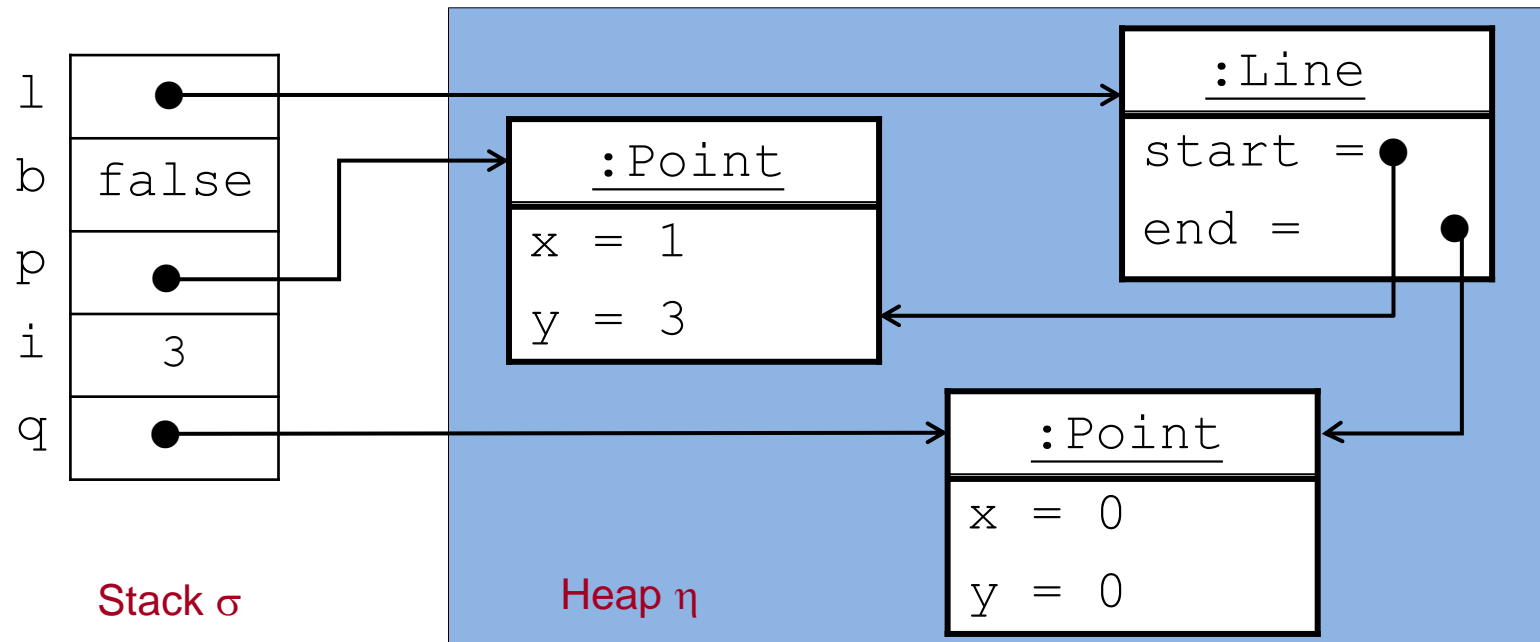 l
b false
p
i 3
q
Stack σ
:Point
x = 1
y = 3
:Line
start =
end =
:Point
x = 0
y = 0
Heap η